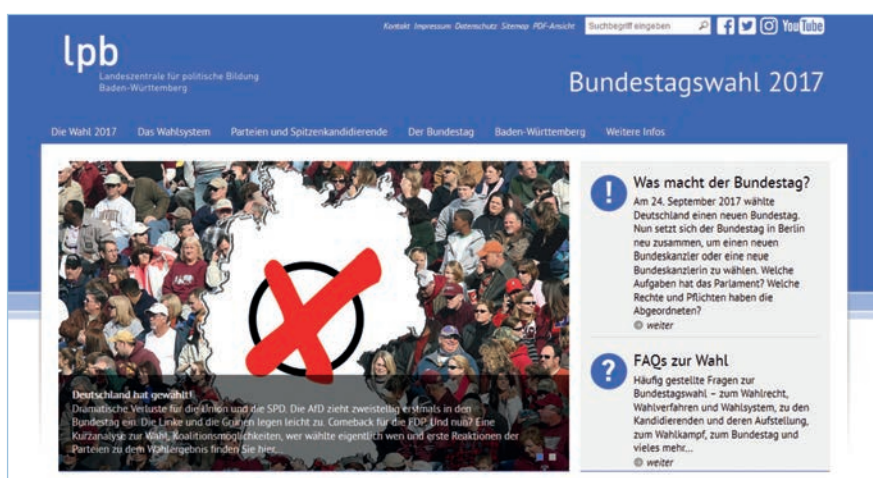 Kontakt Impressum Datenschutz Sitemap PDF-Ansicht
Suchbegriff eingeben
You Tube
lpb
Landeszentrale für politische Bildung
Baden-Württemberg
Bundestagswahl 2017
Die Wahl 2017 Das Wahlsystem Parteien und Spitzenkandidierende Der Bundestag Baden-Württemberg Weitere Infos
Deutschland hat gewählt!
Dramatische Verluste für die Union und die SPD. Die AfD zieht zweistellig erstmals in den
Bundestag ein. Die Linke und die Grünen legen leicht zu. Comeback für die FDP. Und nun? Eine
Kurzanalyse zur Wahl, Koalitionsmöglichkeiten, wer wählte eigentlich wen und erste Reaktionen der
Parteien zu dem Wahlergebnis finden Sie hier...
Was macht der Bundestag?
Am 24. September 2017 wählte
Deutschland einen neuen Bundestag.
Nun setzt sich der Bundestag in Berlin
neu zusammen, um einen neuen
Bundeskanzler oder eine neue
Bundeskanzlerin zu wählen. Welche
Aufgaben hat das Parlament? Welche
Rechte und Pflichten haben die
Abgeordneten?
weiter
FAQs zur Wahl
Häufig gestellte Fragen zur
Bundestagswahl – zum Wahlrecht,
Wahlverfahren und Wahlsystem, zu den
Kandidierenden und deren Aufstellung,
zum Wahlkampf, zum Bundestag und
vieles mehr...
weiter